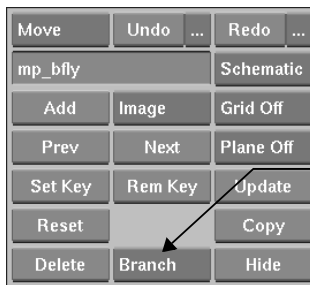 Move Undo ... Redo ...
mp_bfly Schematic
Add Image Grid Off
Prev Next Plane Off
Set Key Rem Key Update
Reset Copy
Delete Branch Hide